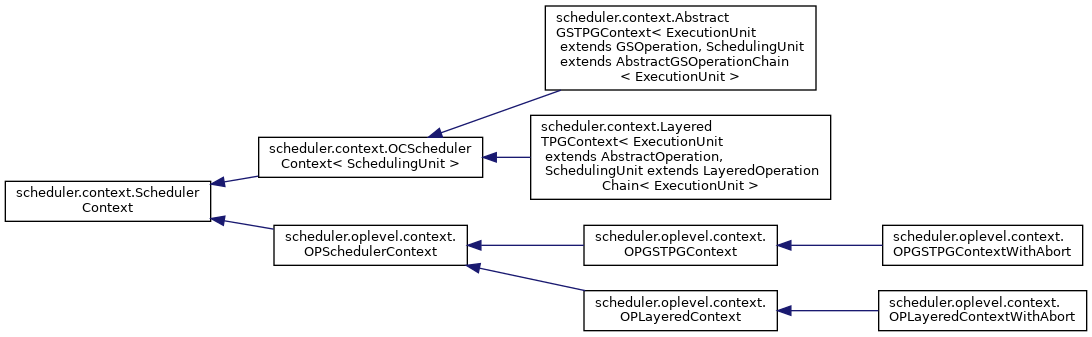 scheduler.context.Abstract
GSTPGContext< ExecutionUnit
extends GSOperation, SchedulingUnit
extends AbstractGSOperationChain
< ExecutionUnit >
scheduler.context.Layered
TPGContext< ExecutionUnit
extends AbstractOperation,
SchedulingUnit extends LayeredOperation
Chain< ExecutionUnit >
scheduler.context.OCScheduler
Context< SchedulingUnit >
scheduler.context.Scheduler
Context
scheduler.oplevel.context.
OPSchedulerContext
scheduler.oplevel.context.
OPGSTPGContext
scheduler.oplevel.context.
OPGSTPGContextWithAbort
scheduler.oplevel.context.
OPLayeredContext
scheduler.oplevel.context.
OPLayeredContextWithAbort